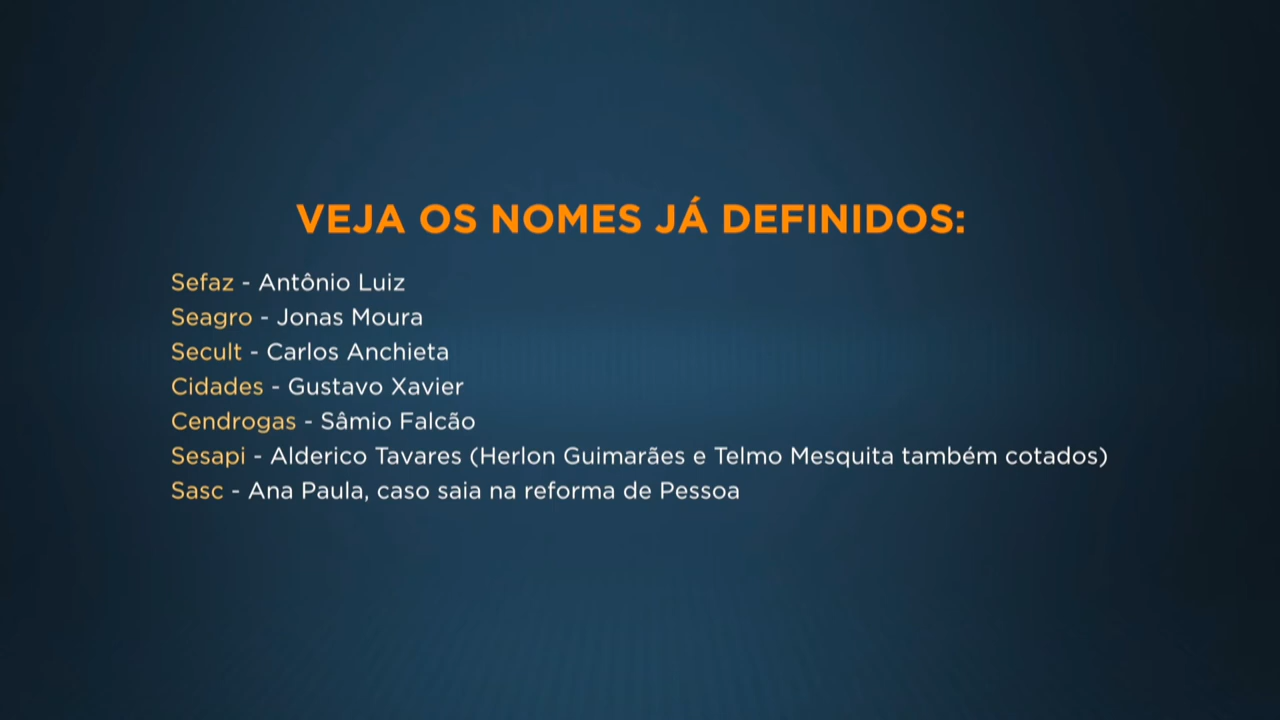 VEJA OS NOMES JÁ DEFINIDOS:
Sefaz - Antônio Luiz
Seagro - Jonas Moura
Secult - Carlos Anchieta
Cidades - Gustavo Xavier
Cendrogas - Sâmio Falcão
Sesapi - Alderico Tavares (Herlon Guimarães e Telmo Mesquita também cotados)
Sasc - Ana Paula, caso saia na reforma de Pessoa